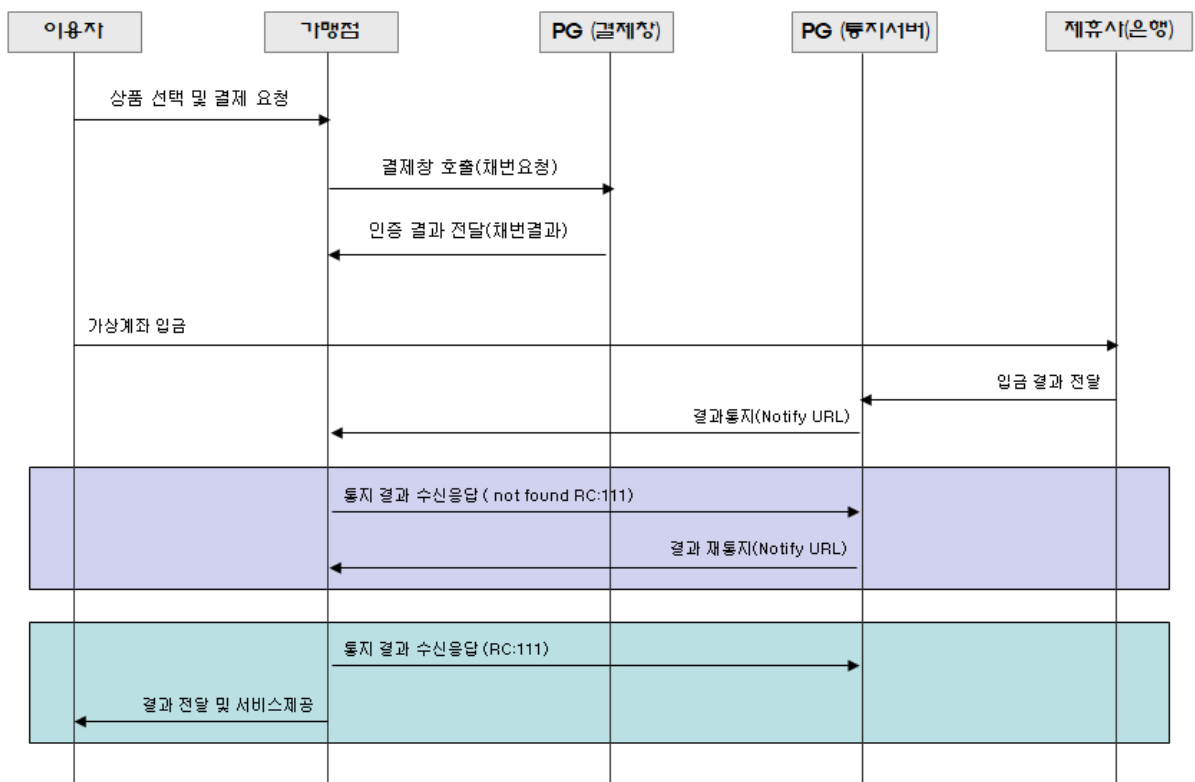 이용자
가맹점
PG (결제창)
PG (통지서버)
제휴사(은행)
상품 선택 및 결제 요청
결제창 호출(채번요청)
인증 결과 전달(채번결과)
가상계좌 입금
입금 결과 전달
결과통지(Notify URL)
통지 결과 수신응답 ( not found RC:111)
결과 재통지(Notify URL)
통지 결과 수신응답 (RC:111)
결과 전달 및 서비스제공